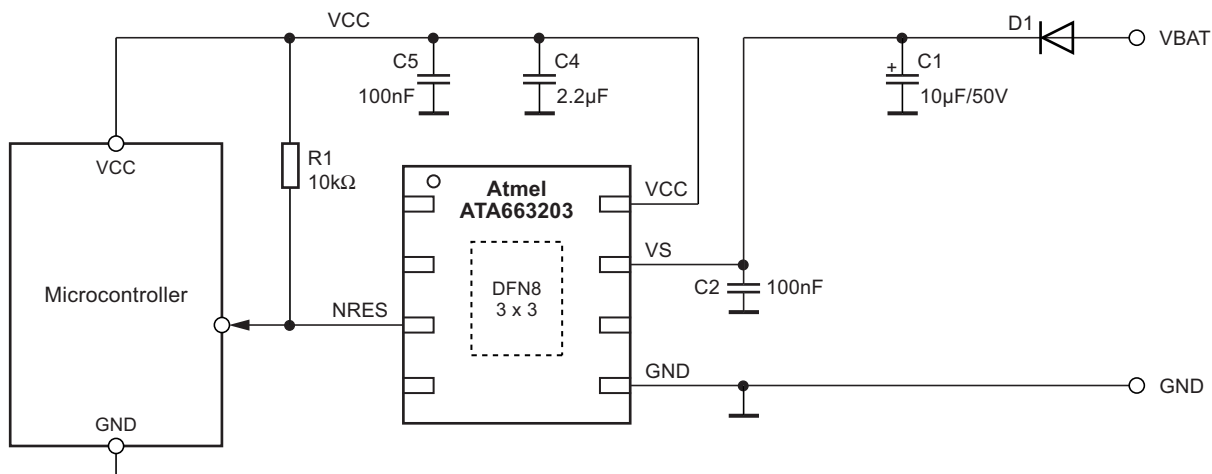 VCC
D1
VBAT
C5
100nF
C4
2.2µF
+
C1
10µF/50V
VCC
R1
10kΩ
Atmel
ATA663203
VCC
VS
DFN8
3 x 3
C2
100nF
Microcontroller
NRES
GND
GND
GND